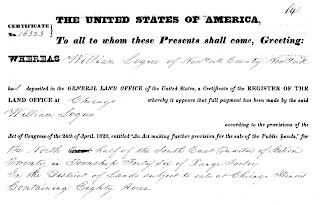 THE UNITED STATES OF AMERICA,
CERTIFICATE
No. 16323
To all to whom these Presents shall come, Greeting:
WHEREAS William Logue of New York County New York
ha deposited in the GENERAL LAND OFFICE of the United States, a Certificate of the REGISTER OF THE
LAND OFFICE at Chicago whereby it appears that full payment has been made by the said
William Logue
according to the provisions of the
Act of Congress of the 24th of April, 1820, entitled "An Act making further provision for the sale of the Public Lands," for
the North half of the South East Quarter of Section
Twenty in Township Forty Six of Range Twelve
In the District of Lands subject to sale at Chicago Illinois
Containing Eighty Acres